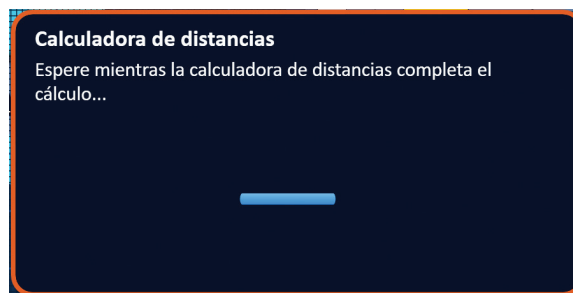 Calculadora de distancias
Espere mientras la calculadora de distancias completa el
cálculo...